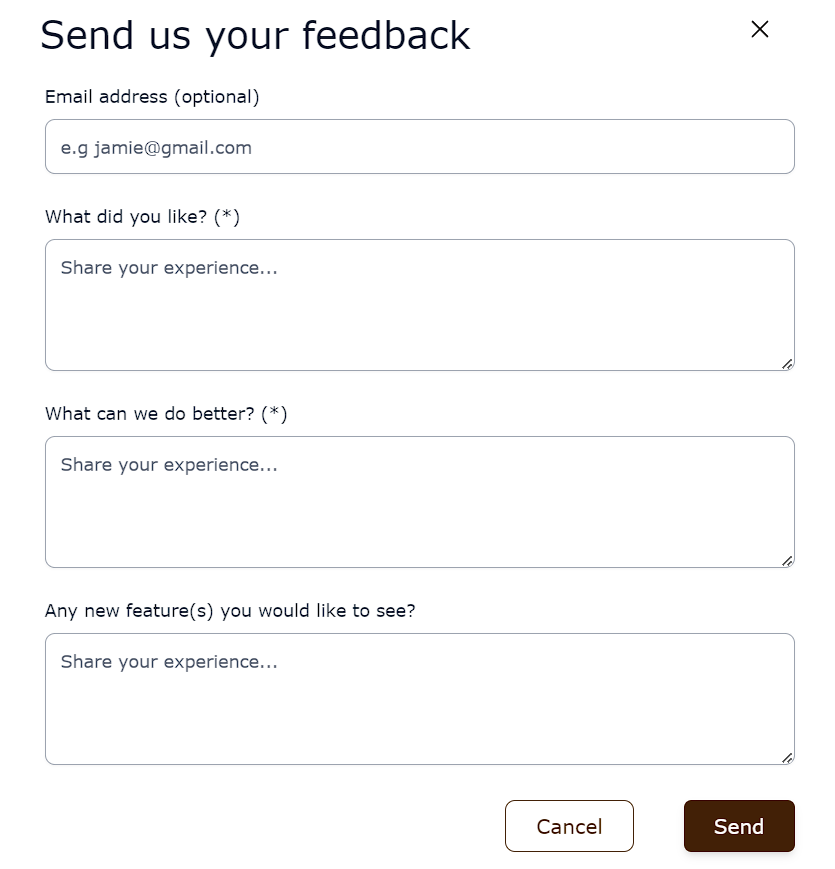 Send us your feedback
Email address (optional)
e.g jamie@gmail.com
What did you like? (*)
Share your experience...
What can we do better? (*)
Share your experience...
Any new feature(s) you would like to see?
Share your experience...
Cancel
Send